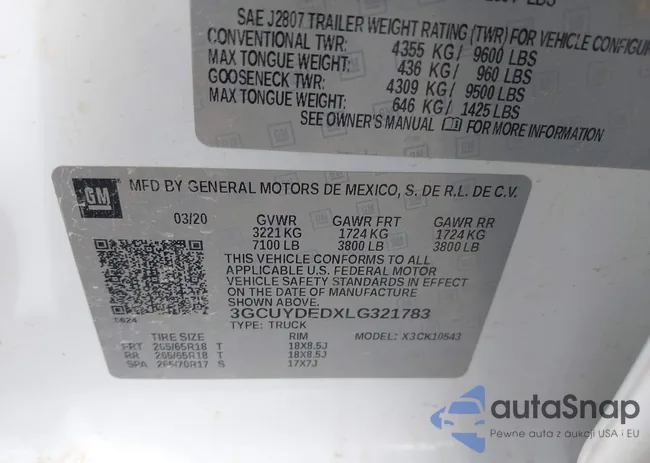 SAE J2807 TRAILER WEIGHT RATING (TWR) FOR VEHICLE CONFIGUR
CONVENTIONAL TWR: 4355 KG/ 9600 LBS
MAX TONGUE WEIGHT: 436 KG/ 960 LBS
GOOSENECK TWR: 4309 KG/ 9500 LBS
MAX TONGUE WEIGHT: 646 KG/ 1425 LBS
SEE OWNER'S MANUAL FOR MORE INFORMATION
GM
MFD BY GENERAL MOTORS DE MEXICO, S. DE R.L. DE C.V.
03/20 GVWR GAWR FRT GAWR RR
3221 KG 1724 KG 1724 KG
7100 LB 3800 LB 3800 LB
THIS VEHICLE CONFORMS TO ALL
APPLICABLE U.S. FEDERAL MOTOR
VEHICLE SAFETY STANDARDS IN EFFECT
ON THE DATE OF MANUFACTURE
SHOWN ABOVE.
3GCUYDEDXLG321783
TYPE: TRUCK MODEL: X3CK10543
TIRE SIZE RIM
FRT 265/65R18 T 18X8.5J
RR 265/65R18 T 18X8.5J
SPA 265/70R17 S 17X7J
autoSnap
Pewne auto z aukcji USA i EU